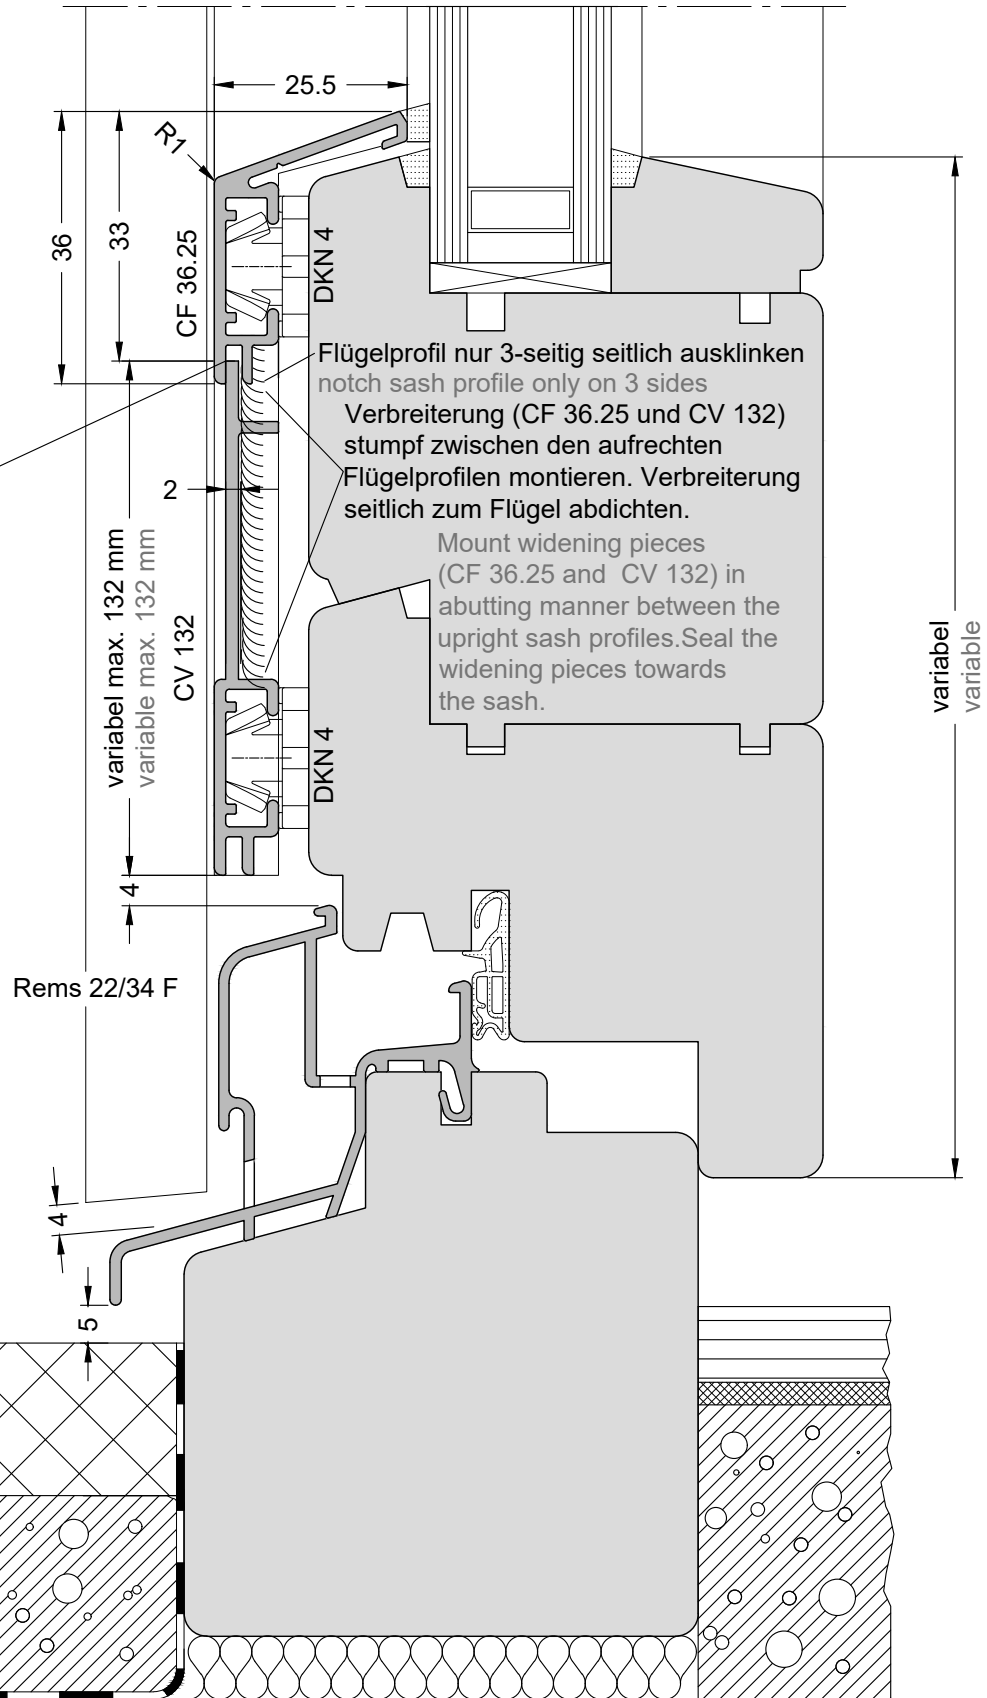 25.5
R1
36
33
CF 36.25
DKN 4
Flügelprofil nur 3-seitig seitlich ausklinken
notch sash profile only on 3 sides
Verbreiterung (CF 36.25 und CV 132)
stumpf zwischen den aufrechten
Flügelprofilen montieren. Verbreiterung
seitlich zum Flügel abdichten.
Mount widening pieces
(CF 36.25 and CV 132) in
abutting manner between the
upright sash profiles.Seal the
widening pieces towards
the sash.
2
variabel max. 132 mm
variable max. 132 mm
CV 132
variabel
variable
DKN 4
4
Rems 22/34 F
4
5